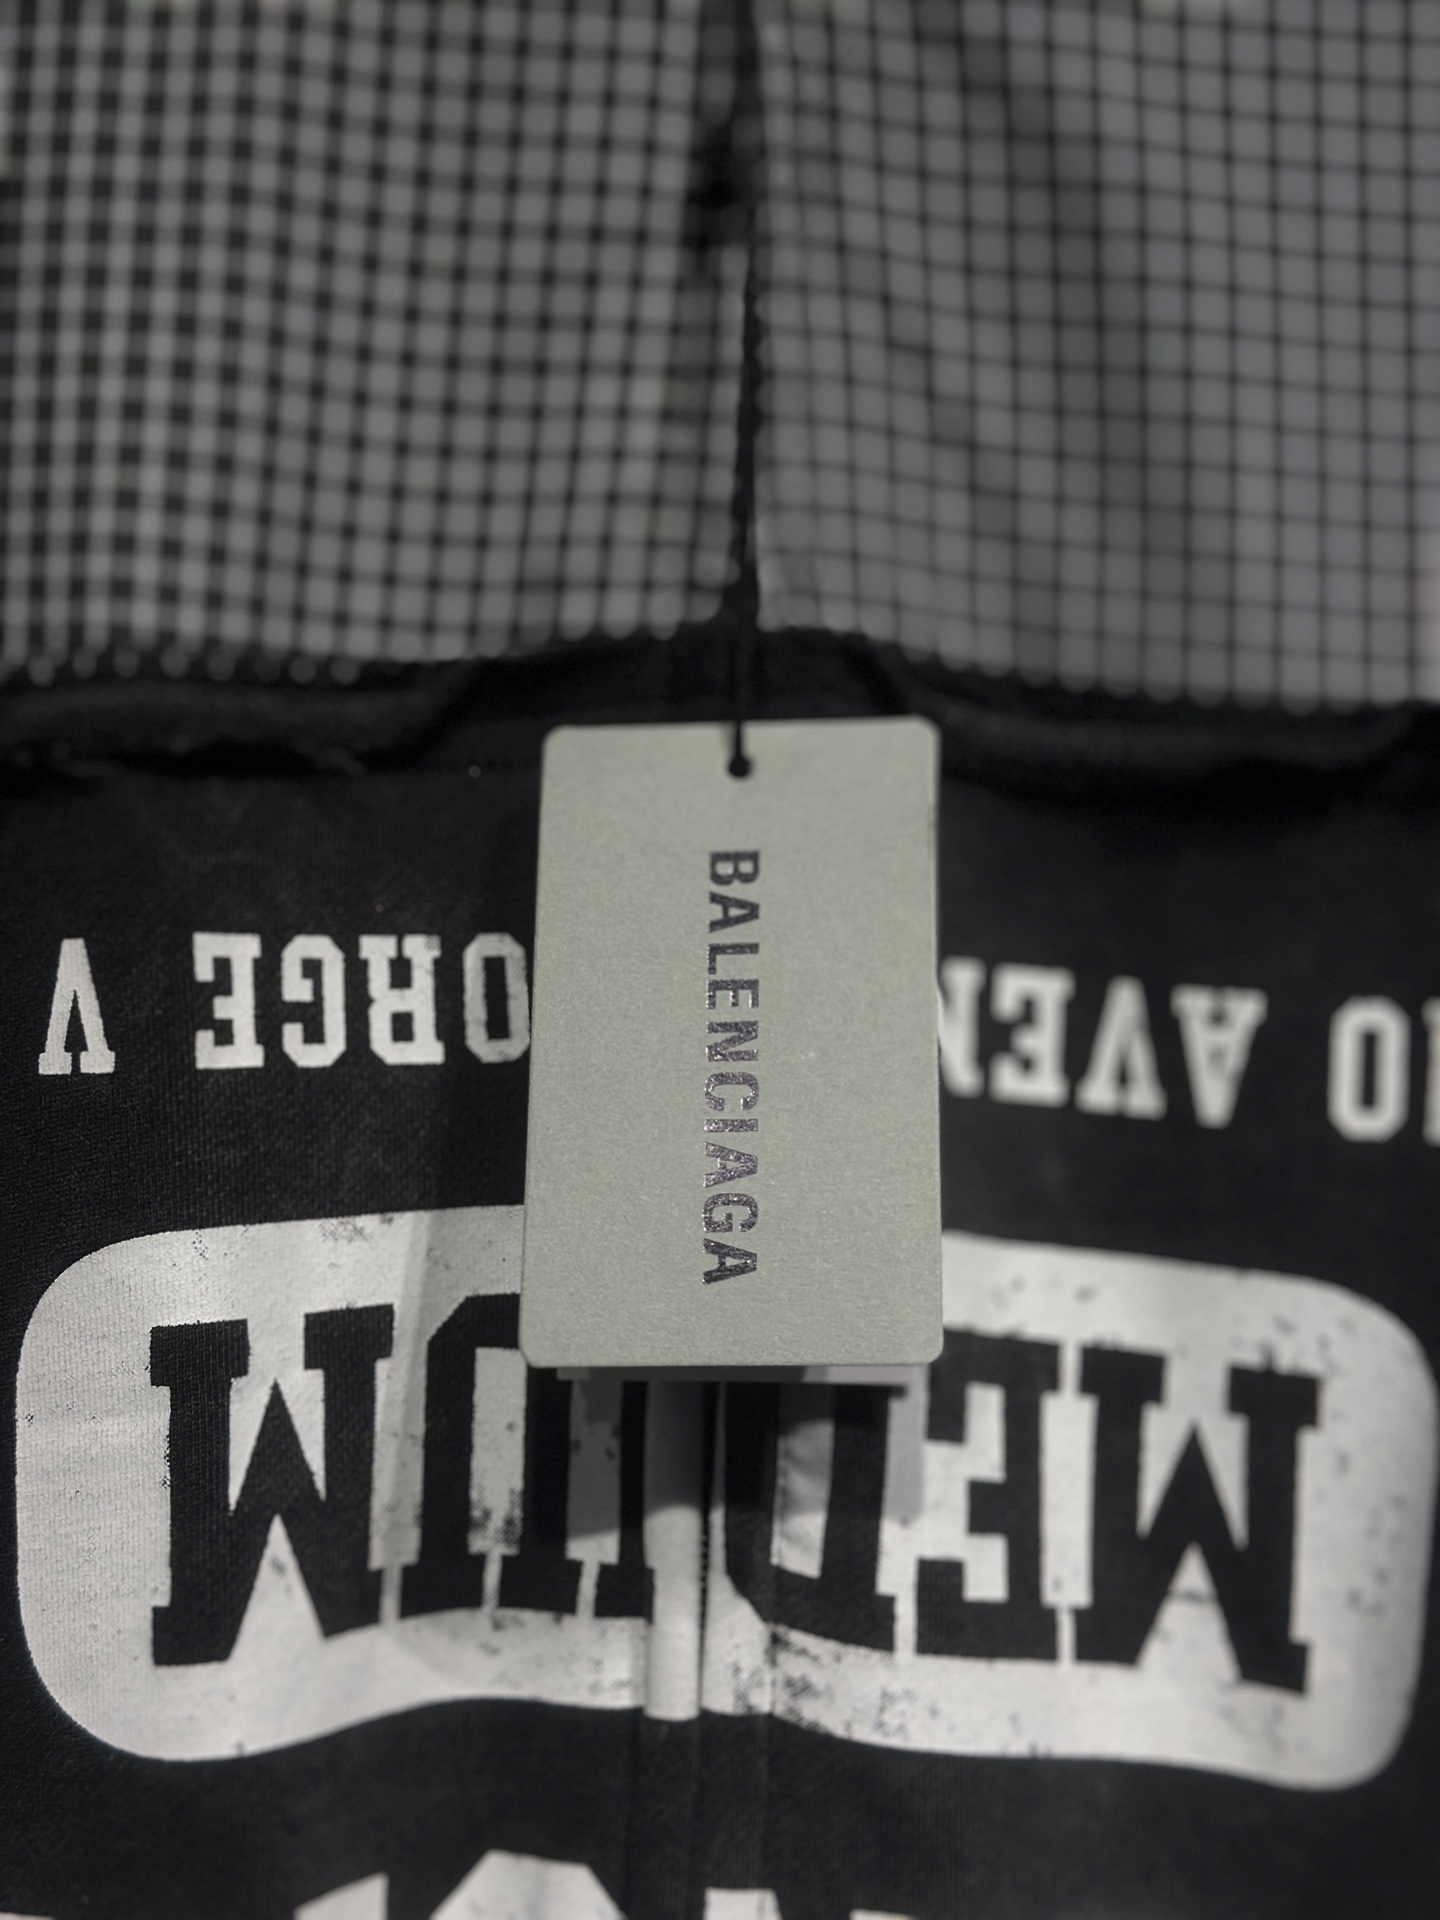 BALENCIAGA
10 AVEN ORGE V
MEDIUM